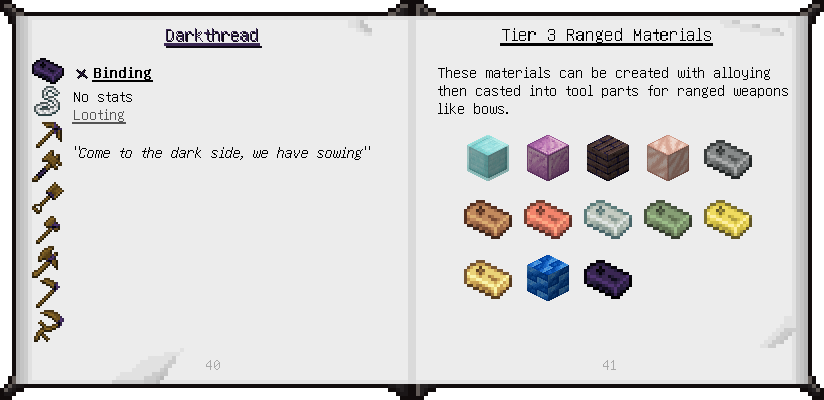 Darkthread
Binding
No stats
Looting
"Come to the dark side, we have sowing"
40
Tier 3 Ranged Materials
These materials can be created with alloying
then casted into tool parts for ranged weapons
like bows.
41